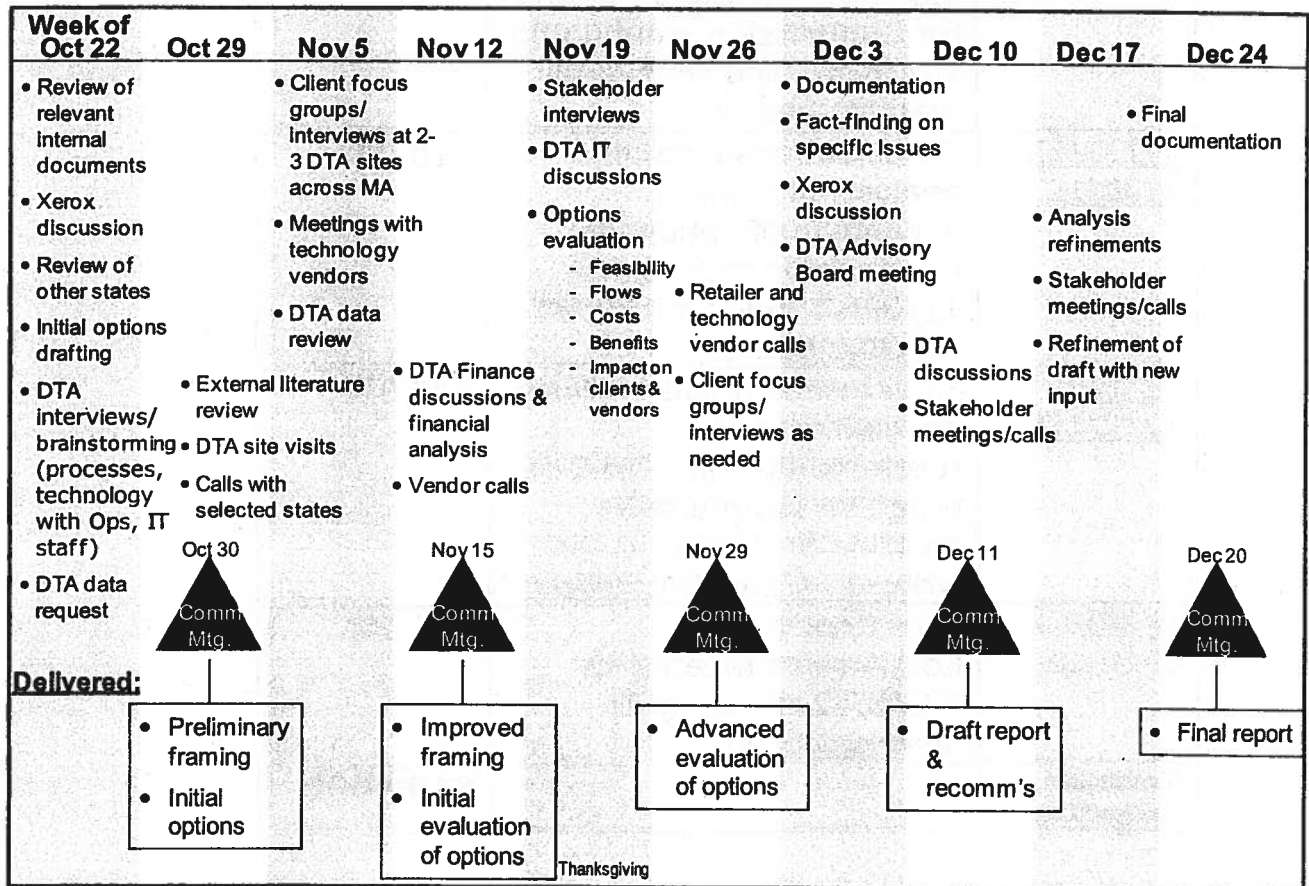 Week of
Oct 22 Oct 29 Nov 5 Nov 12 Nov 19 Nov 26 Dec 3 Dec 10 Dec 17 Dec 24
• Review of
relevant
internal
documents
• Xerox
discussion
• Review of
other states
• Initial options
drafting
• DTA
interviews/
brainstorming
(processes,
technology
with Ops, IT
staff)
• DTA data
request
• External literature
review
• DTA site visits
• Calls with
selected states
• Client focus
groups/
interviews at 2-
3 DTA sites
across MA
• Meetings with
technology
vendors
• DTA data
review
• DTA Finance
discussions &
financial
analysis
• Vendor calls
• Stakeholder
interviews
• DTA IT
discussions
• Options
evaluation
- Feasibility
- Flows
- Costs
- Benefits
- Impact on
clients &
vendors
• Retailer and
technology
vendor calls
• Client focus
groups/
interviews as
needed
• Documentation
• Fact-finding on
specific issues
• Xerox
discussion
• DTA Advisory
Board meeting
• DTA
discussions
• Stakeholder
meetings/calls
• Analysis
refinements
• Stakeholder
meetings/calls
• Refinement of
draft with new
input
• Final
documentation
Oct 30
Comm
Mtg.
Nov 15
Comm
Mtg.
Nov 29
Comm
Mtg.
Dec 11
Comm
Mtg.
Dec 20
Comm
Mtg.
Delivered:
• Preliminary
framing
• Initial
options
• Improved
framing
• Initial
evaluation
of options
• Advanced
evaluation
of options
• Draft report
&
recomm's
• Final report
Thanksgiving